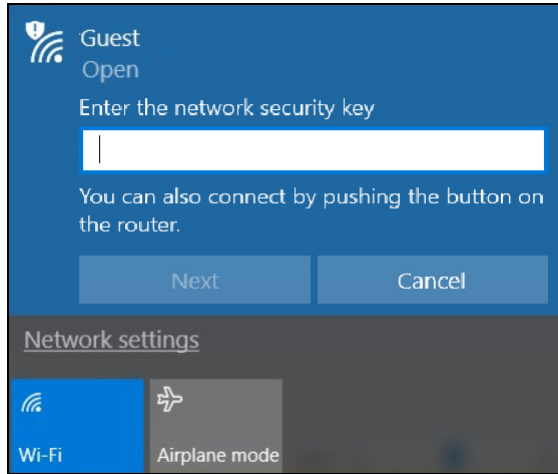 Guest
Open
Enter the network security key
You can also connect by pushing the button on
the router.
Next
Cancel
Network settings
Wi-Fi
Airplane mode